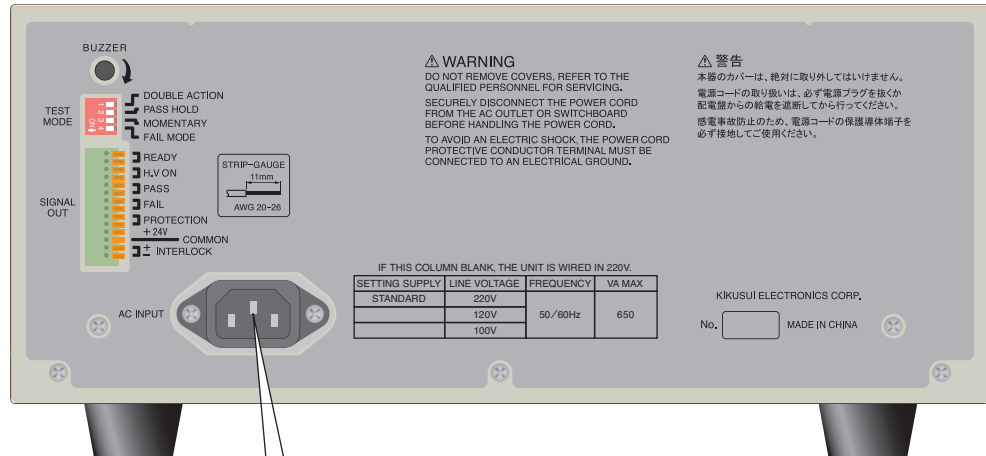 BUZZER
TEST
MODE
1 2 3 4
ON
DOUBLE ACTION
PASS HOLD
MOMENTARY
FAIL MODE
SIGNAL
OUT
READY
H.V ON
PASS
FAIL
PROTECTION
+24V
COMMON
± INTERLOCK
STRIP-GAUGE
11mm
AWG 20-26
⚠ WARNING
DO NOT REMOVE COVERS, REFER TO THE
QUALIFIED PERSONNEL FOR SERVICING.
SECURELY DISCONNECT THE POWER CORD
FROM THE AC OUTLET OR SWITCHBOARD
BEFORE HANDLING THE POWER CORD.
TO AVOID AN ELECTRIC SHOCK, THE POWER CORD
PROTECTIVE CONDUCTOR TERMINAL MUST BE
CONNECTED TO AN ELECTRICAL GROUND.
⚠ 警告
本器のカバーは、絶対に取り外してはいけません。
電源コードの取り扱いは、必ず電源プラグを抜くか
配電盤からの給電を遮断してから行ってください。
感電事故防止のため、電源コードの保護導体端子を
必ず接地してご使用ください。
AC INPUT
IF THIS COLUMN BLANK, THE UNIT IS WIRED IN 220V.
SETTING SUPPLY LINE VOLTAGE FREQUENCY VA MAX
STANDARD 220V
120V 50/60Hz 650
100V
KIKUSUI ELECTRONICS CORP.
No. MADE IN CHINA